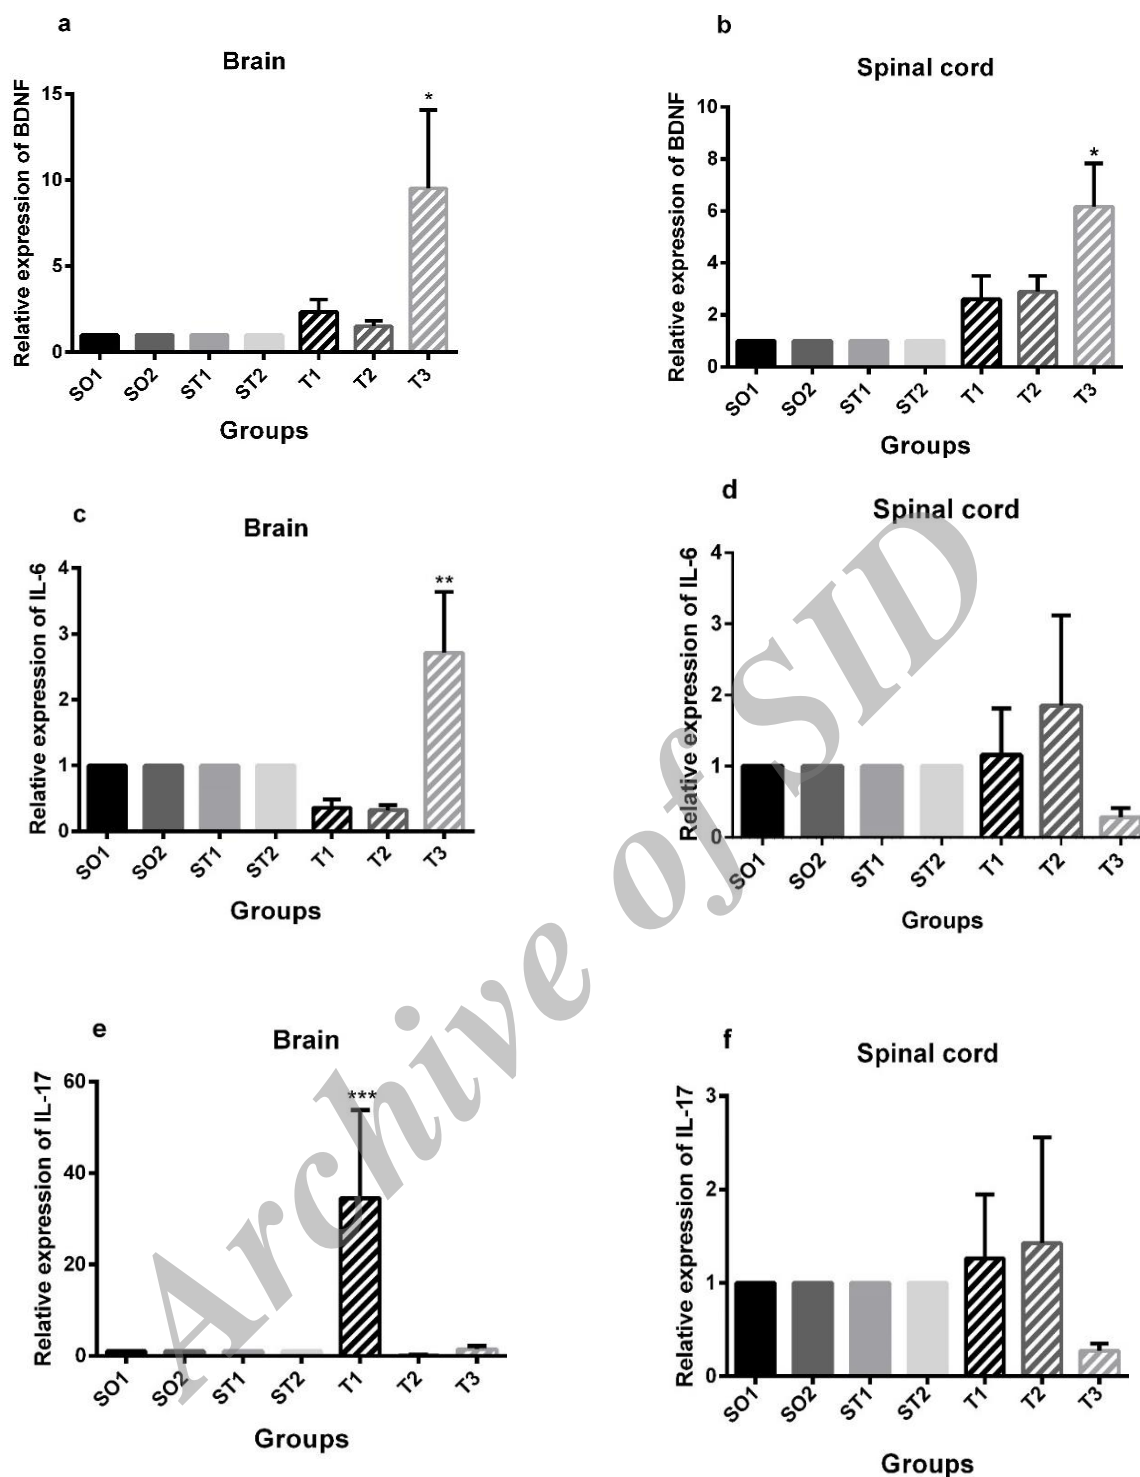 a
Brain
Relative expression of BDNF
15
*
10
5
0
SO1 SO2 ST1 ST2 T1 T2 T3
Groups
b
Spinal cord
Relative expression of BDNF
10
8
*
6
4
2
0
SO1 SO2 ST1 ST2 T1 T2 T3
Groups
c
Brain
Relative expression of IL-6
4
**
3
2
1
0
SO1 SO2 ST1 ST2 T1 T2 T3
Groups
d
Spinal cord
Relative expression of IL-6
4
3
2
1
0
SO1 SO2 ST1 ST2 T1 T2 T3
Groups
e
Brain
Relative expression of IL-17
60
***
40
20
0
SO1 SO2 ST1 ST2 T1 T2 T3
Groups
f
Spinal cord
Relative expression of IL-17
3
2
1
0
SO1 SO2 ST1 ST2 T1 T2 T3
Groups
Archive of SID